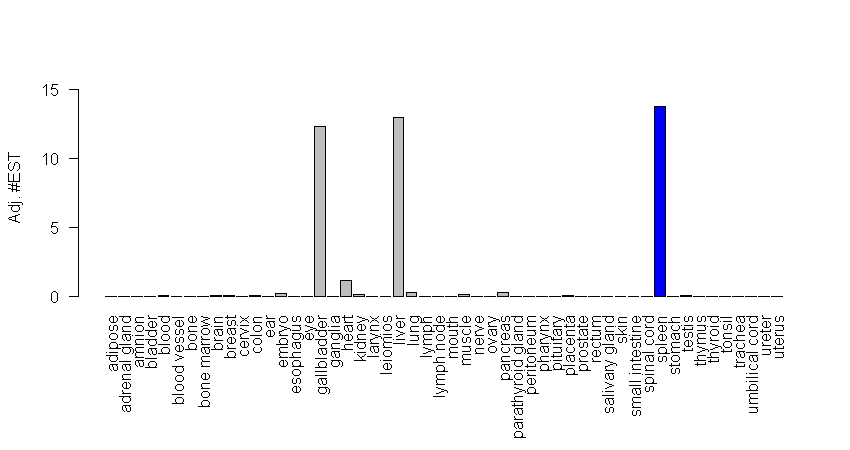 Adj. #EST
15
10
5
0
adipose
adrenal gland
amnion
bladder
blood
blood vessel
bone
bone marrow
brain
breast
cervix
colon
ear
embryo
esophagus
eye
gallbladder
ganglia
heart
kidney
larynx
leiomios
liver
lung
lymph
lymph node
mouth
muscle
nerve
ovary
pancreas
parathyroid gland
peritoneum
pharynx
pituitary
placenta
prostate
rectum
salivary gland
skin
small intestine
spinal cord
spleen
stomach
testis
thymus
thyroid
tonsil
trachea
umbilical cord
ureter
uterus